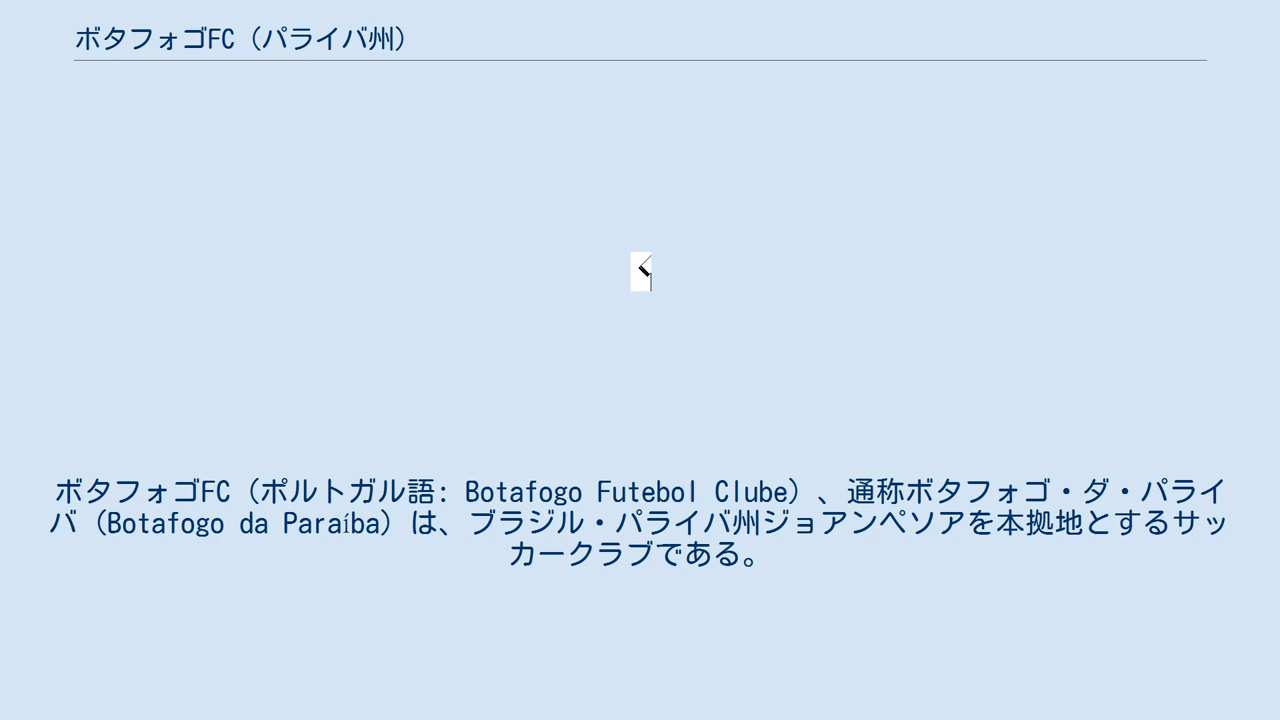 ボタフォゴFC（パライバ州）
ボタフォゴFC（ポルトガル語: Botafogo Futebol Clube）、通称ボタフォゴ・ダ・パライ
バ（Botafogo da Paraíba）は、ブラジル・パライバ州ジョアンペソアを本拠地とするサッ
カークラブである。